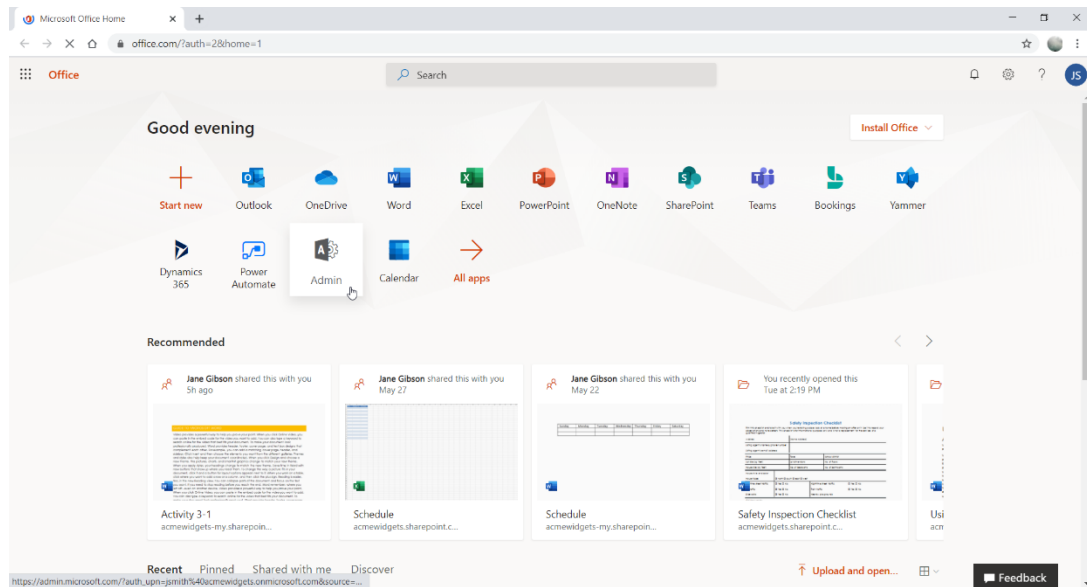 Microsoft Office Home
office.com/?auth=2&home=1
Office
Search
JS
Good evening
Install Office
Start new
Outlook
OneDrive
Word
Excel
PowerPoint
OneNote
SharePoint
Teams
Bookings
Yammer
Dynamics
365
Power
Automate
Admin
Calendar
All apps
Recommended
Jane Gibson shared this with you
5h ago
Jane Gibson shared this with you
May 27
Jane Gibson shared this with you
May 22
You recently opened this
Tue at 2:19 PM
Safety Inspection Checklist
Activity 3-1
acmewidgets-my.sharepoin...
Schedule
acmewidgets.sharepoint.c...
Schedule
acmewidgets-my.sharepoin...
Safety Inspection Checklist
acmewidgets.sharepoint.c...
Usi
acm
Recent Pinned Shared with me Discover
Upload and open...
https://admin.microsoft.com/?auth_upn=jsmith%40acmewidgets.onmicrosoft.com&source=...
Feedback